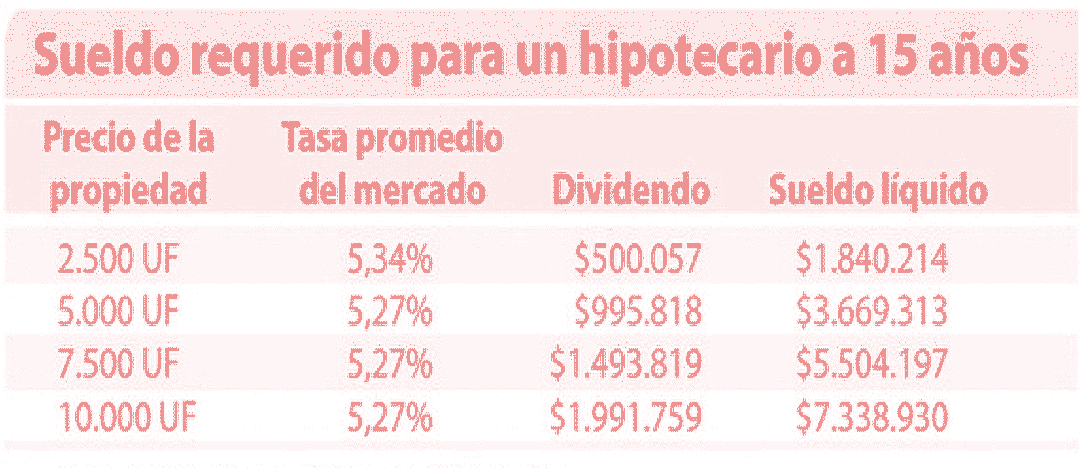 Sueldo requerido para un hipotecario a 15 años
Precio de la propiedad Tasa promedio del mercado Dividendo Sueldo líquido
2.500 UF 5,34% $500.057 $1.840.214
5.000 UF 5,27% $995.818 $3.669.313
7.500 UF 5,27% $1.493.819 $5.504.197
10.000 UF 5,27% $1.991.759 $7.338.930